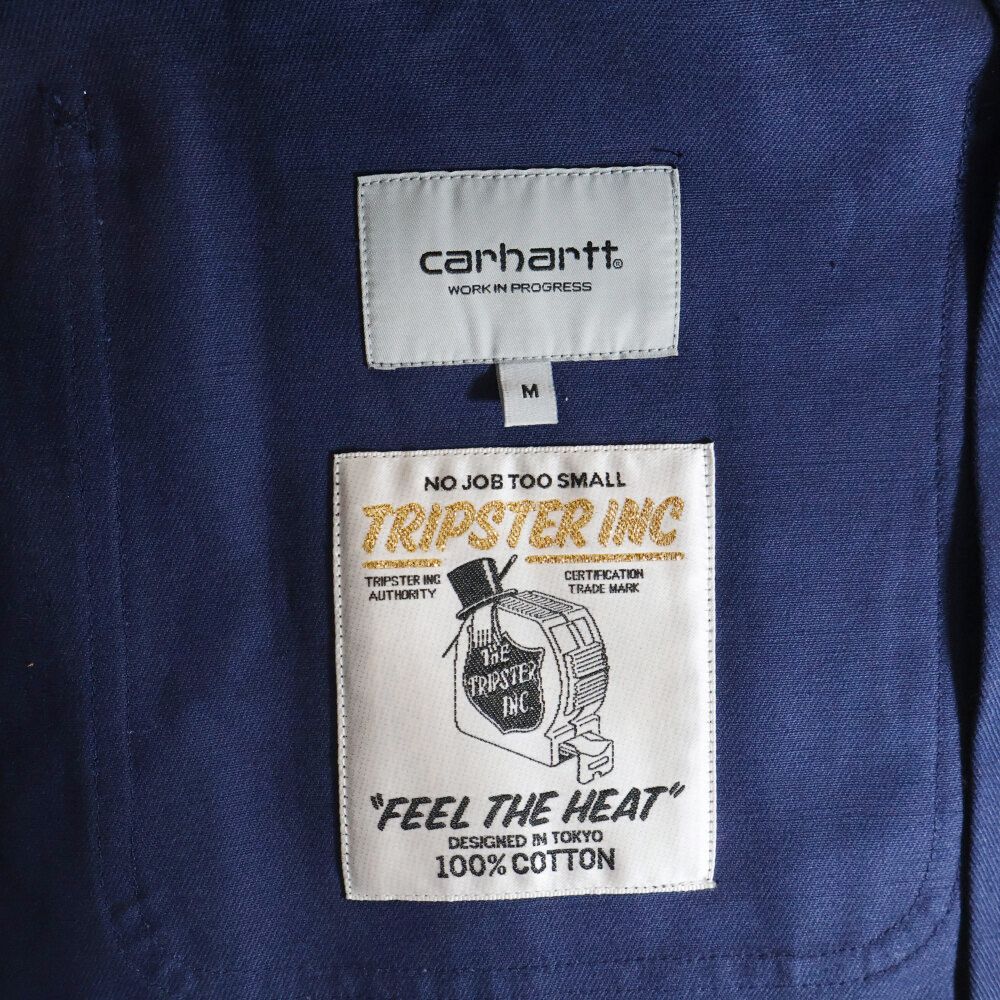 carhartt®
WORK IN PROGRESS
M
NO JOB TOO SMALL
TRIPSTER INC
TRIPSTER INC
AUTHORITY
CERTIFICATION
TRADE MARK
THE
TRIPSTER
INC
"FEEL THE HEAT"
DESIGNED IN TOKYO
100% COTTON